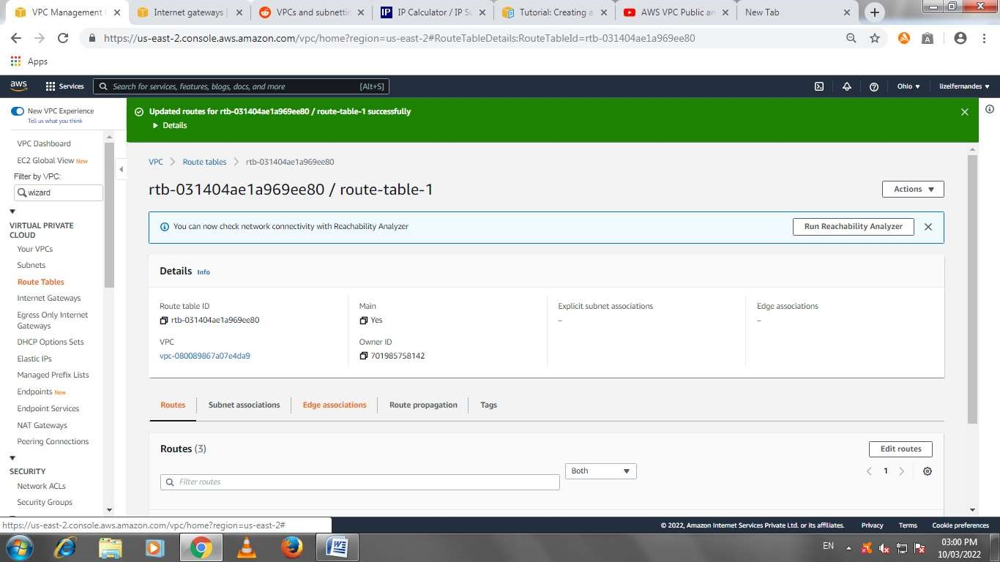 VPC Management C
Internet gateways |
VPCs and subnettin
IP
IP Calculator / IP Su
Tutorial: Creating a
AWS VPC Public an
New Tab
https://us-east-2.console.aws.amazon.com/vpc/home?region=us-east-2#RouteTableDetails:RouteTableId=rtb-031404ae1a969ee80
Apps
aws
Services
Search for services, features, blogs, docs, and more
[Alt+S]
Ohio
lizelfernandes
New VPC Experience
Tell us what you think
Updated routes for rtb-031404ae1a969ee80 / route-table-1 successfully
Details
VPC Dashboard
EC2 Global View New
Filter by VPC:
wizard
VIRTUAL PRIVATE
CLOUD
Your VPCs
Subnets
Route Tables
Internet Gateways
Egress Only Internet
Gateways
DHCP Options Sets
Elastic IPs
Managed Prefix Lists
Endpoints New
Endpoint Services
NAT Gateways
Peering Connections
SECURITY
Network ACLs
Security Groups
VPC > Route tables > rtb-031404ae1a969ee80
rtb-031404ae1a969ee80 / route-table-1
Actions
You can now check network connectivity with Reachability Analyzer
Run Reachability Analyzer
Details Info
Route table ID
rtb-031404ae1a969ee80
Main
Yes
Explicit subnet associations
–
Edge associations
–
VPC
vpc-080089867a07e4da9
Owner ID
701985758142
Routes
Subnet associations
Edge associations
Route propagation
Tags
Routes (3)
Edit routes
Filter routes
Both
1
https://us-east-2.console.aws.amazon.com/vpc/home?region=us-east-2#
© 2022, Amazon Internet Services Private Ltd. or its affiliates.
Privacy
Terms
Cookie preferences
EN
03:00 PM
10/03/2022